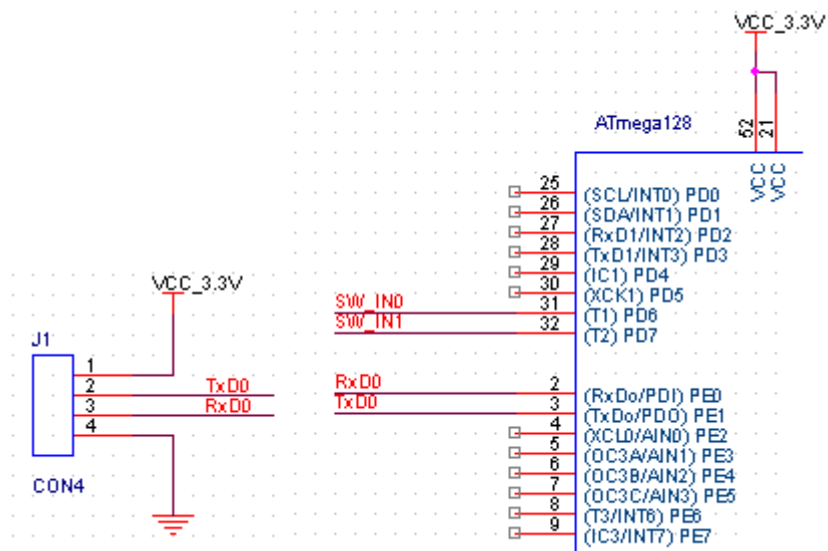 VCC_3.3V
ATmega128
52
21
VCC
VCC
25 (SCL/INT0) PD0
26 (SDA/INT1) PD1
27 (RxD1/INT2) PD2
28 (TxD1/INT3) PD3
29 (IC1) PD4
30 (XCK1) PD5
SW_IN0 31 (T1) PD6
SW_IN1 32 (T2) PD7
VCC_3.3V
J1
1
2 TxD0
3 RxD0
4
CON4
RxD0 2 (RxDo/PDI) PE0
TxD0 3 (TxDo/PDO) PE1
4 (XCL0/AIN0) PE2
5 (OC3A/AIN1) PE3
6 (OC3B/AIN2) PE4
7 (OC3C/AIN3) PE5
8 (T3/INT6) PE6
9 (IC3/INT7) PE7